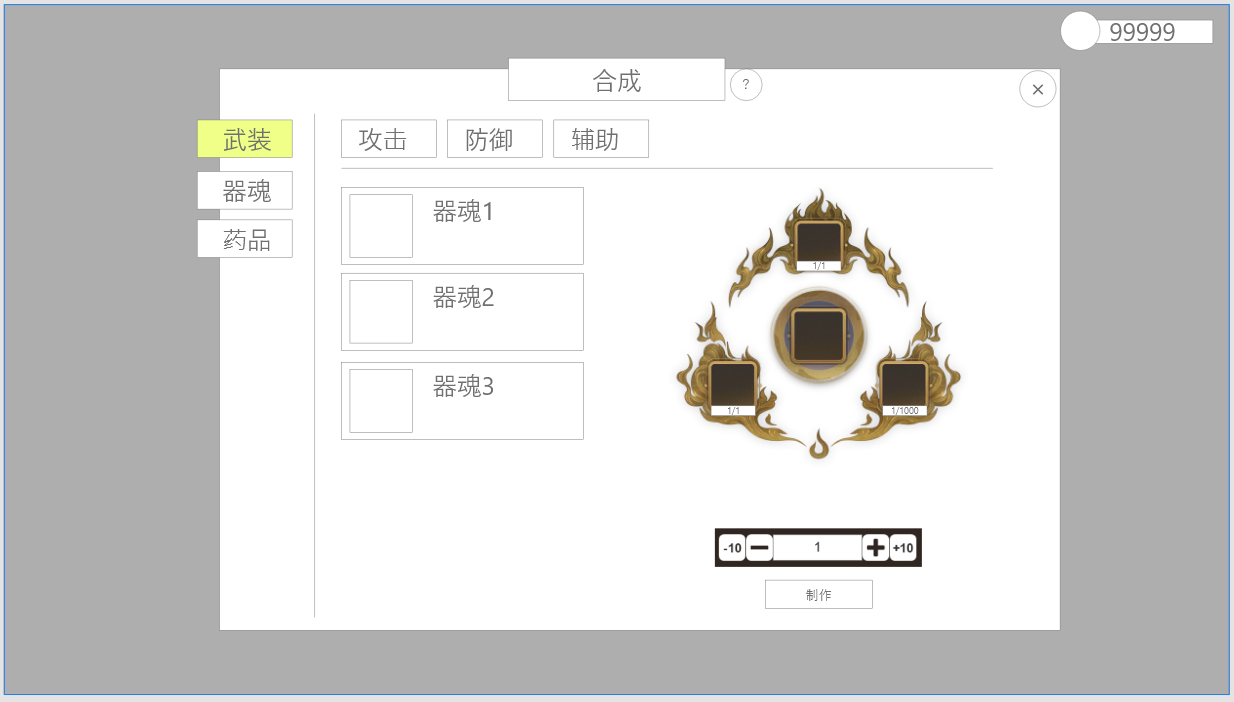 99999
合成
?
×
武装
器魂
药品
攻击
防御
辅助
器魂1
器魂2
器魂3
1/1
1/1
1/1000
-10
1
+10
制作